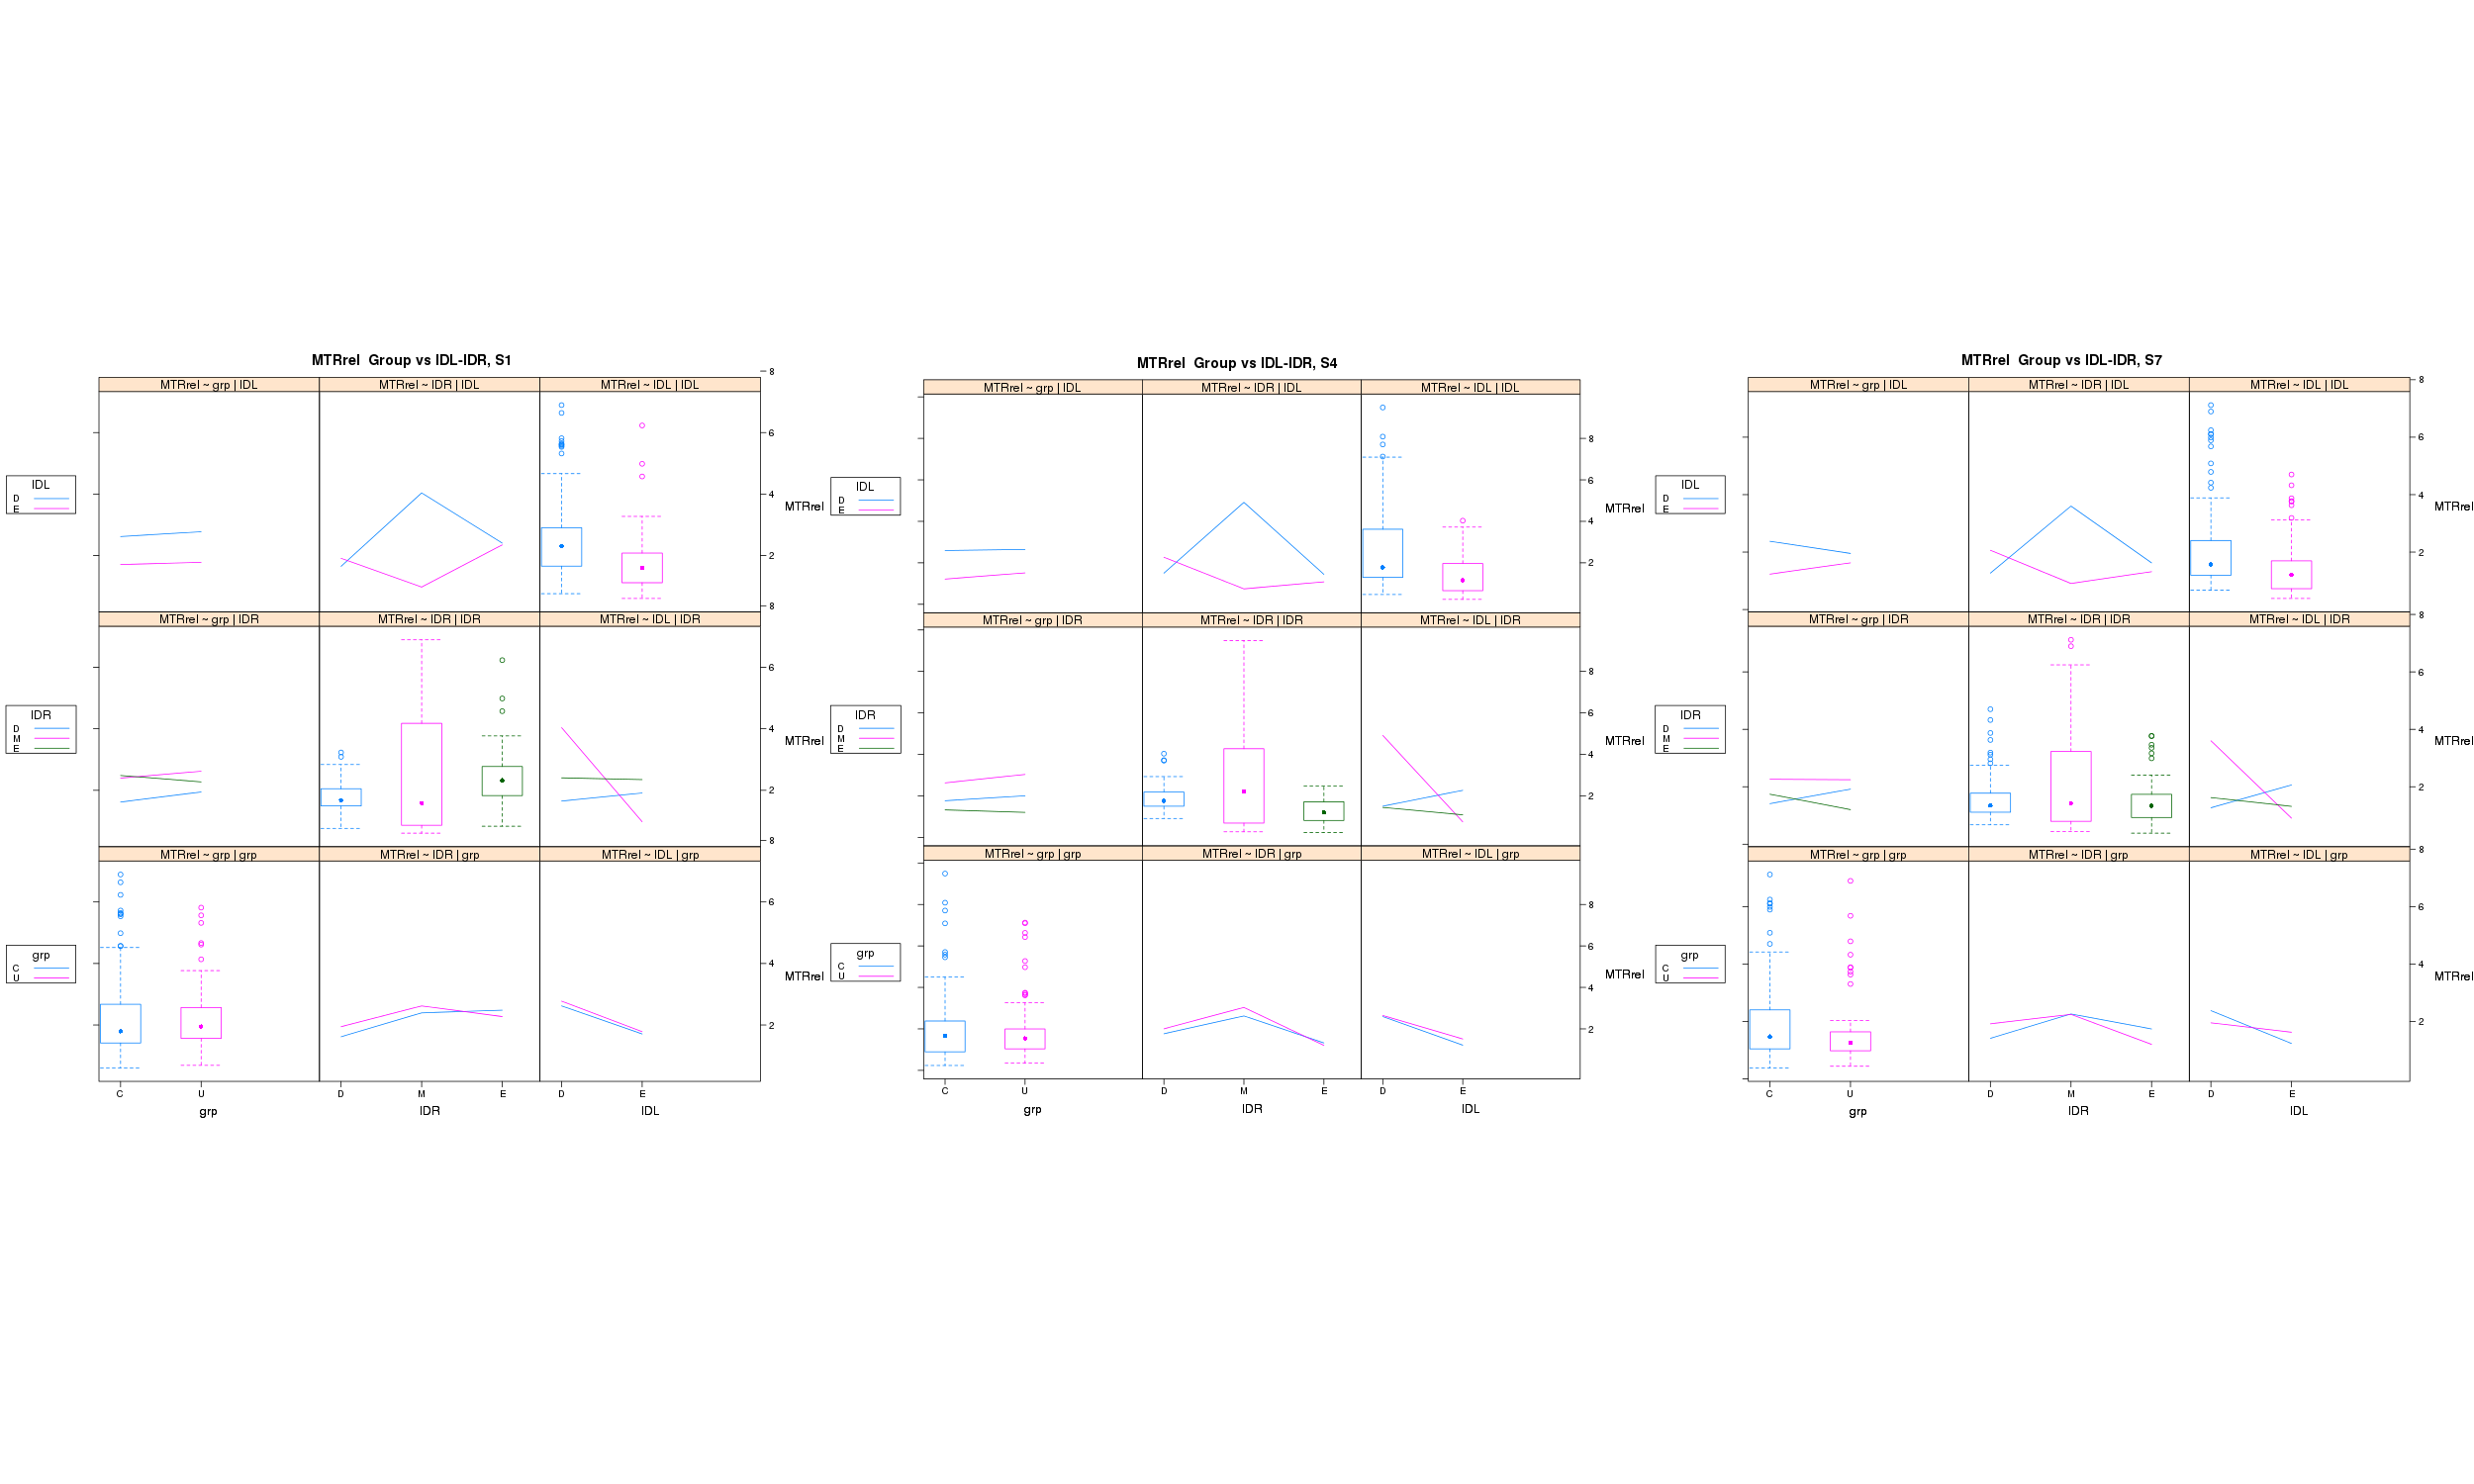 MTRrel  Group vs IDL-IDR, S1
MTRrel ~ grp | IDL
MTRrel ~ IDR | IDL
MTRrel ~ IDL | IDL
8
6
4
2
IDL
D
E
MTRrel
MTRrel ~ grp | IDR
MTRrel ~ IDR | IDR
MTRrel ~ IDL | IDR
8
6
4
2
IDR
D
M
E
MTRrel
MTRrel ~ grp | grp
MTRrel ~ IDR | grp
MTRrel ~ IDL | grp
8
6
4
2
grp
C
U
MTRrel
C U D M E D E
grp IDR IDL
MTRrel  Group vs IDL-IDR, S4
MTRrel ~ grp | IDL
MTRrel ~ IDR | IDL
MTRrel ~ IDL | IDL
8
6
4
2
IDL
D
E
MTRrel
MTRrel ~ grp | IDR
MTRrel ~ IDR | IDR
MTRrel ~ IDL | IDR
8
6
4
2
IDR
D
M
E
MTRrel
MTRrel ~ grp | grp
MTRrel ~ IDR | grp
MTRrel ~ IDL | grp
8
6
4
2
grp
C
U
MTRrel
C U D M E D E
grp IDR IDL
MTRrel  Group vs IDL-IDR, S7
MTRrel ~ grp | IDL
MTRrel ~ IDR | IDL
MTRrel ~ IDL | IDL
8
6
4
2
IDL
D
E
MTRrel
MTRrel ~ grp | IDR
MTRrel ~ IDR | IDR
MTRrel ~ IDL | IDR
8
6
4
2
IDR
D
M
E
MTRrel
MTRrel ~ grp | grp
MTRrel ~ IDR | grp
MTRrel ~ IDL | grp
8
6
4
2
grp
C
U
MTRrel
C U D M E D E
grp IDR IDL